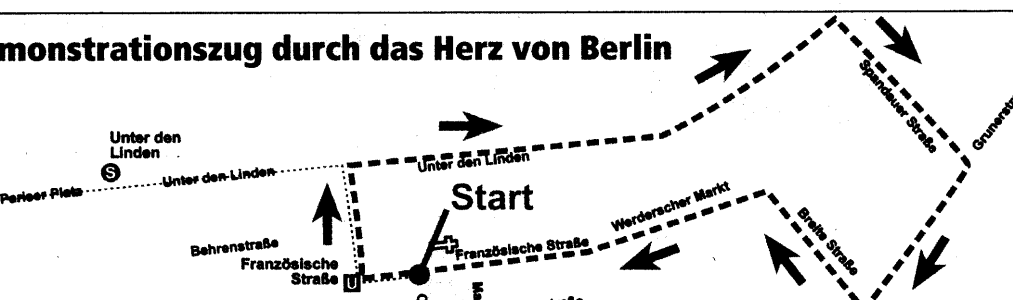 monstrationszug durch das Herz von Berlin
Unter den
Linden
S
Pariser Platz
Unter den Linden
Unter den Linden
Spandauer Straße
Grunerst
Start
Werderscher Markt
Breite Straße
Behrenstraße
Französische
Straße
U
Französische Straße